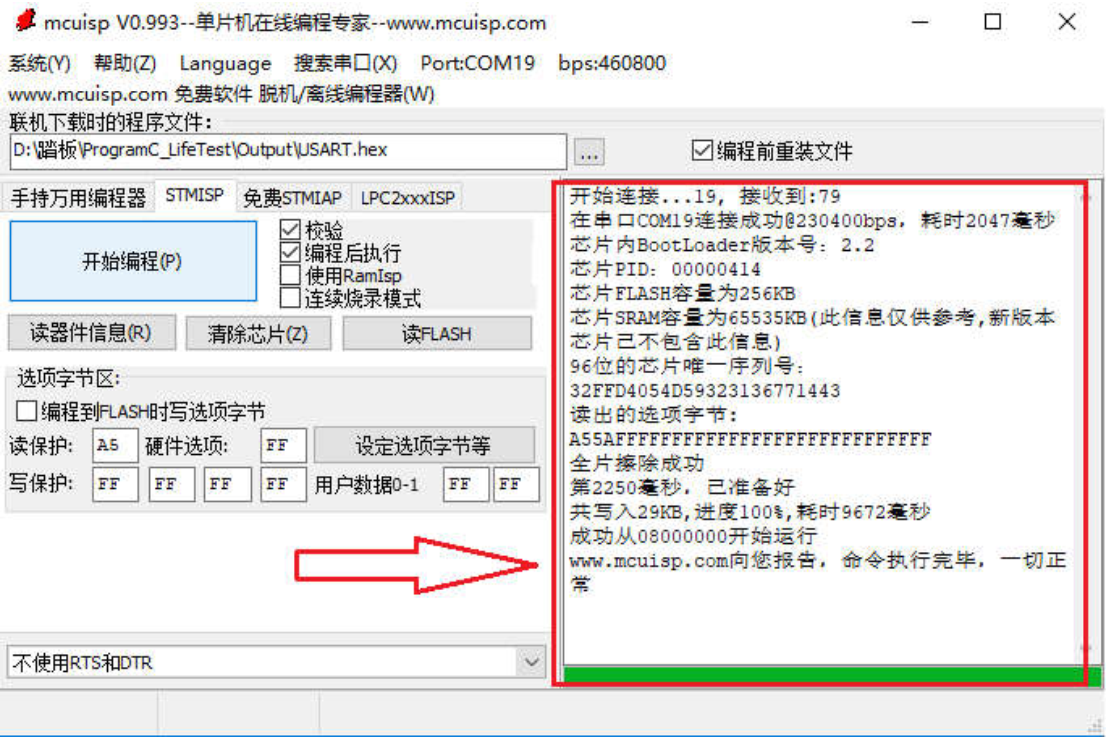 mcuisp V0.993--单片机在线编程专家--www.mcuisp.com
系统(Y) 帮助(Z) Language 搜索串口(X) Port:COM19 bps:460800
www.mcuisp.com 免费软件 脱机/离线编程器(W)
联机下载时的程序文件:
D:\踏板\ProgramC_LifeTest\Output\USART.hex ... 编程前重装文件
手持万用编程器 STMISP 免费STMIAP LPC2xxxISP
开始编程(P)
校验
编程后执行
使用RamIsp
连续烧录模式
读器件信息(R) 清除芯片(Z) 读FLASH
选项字节区:
编程到FLASH时写选项字节
读保护: A5 硬件选项: FF 设定选项字节等
写保护: FF FF FF FF 用户数据0-1 FF FF
不使用RTS和DTR
开始连接...19, 接收到:79
在串口COM19连接成功@230400bps，耗时2047毫秒
芯片内BootLoader版本号: 2.2
芯片PID: 00000414
芯片FLASH容量为256KB
芯片SRAM容量为65535KB(此信息仅供参考,新版本
芯片已不包含此信息)
96位的芯片唯一序列号:
32FFD4054D59323136771443
读出的选项字节:
A55AFFFFFFFFFFFFFFFFFFFFFFFFFFFF
全片擦除成功
第2250毫秒，已准备好
共写入29KB,进度100%,耗时9672毫秒
成功从08000000开始运行
www.mcuisp.com向您报告，命令执行完毕，一切正
常